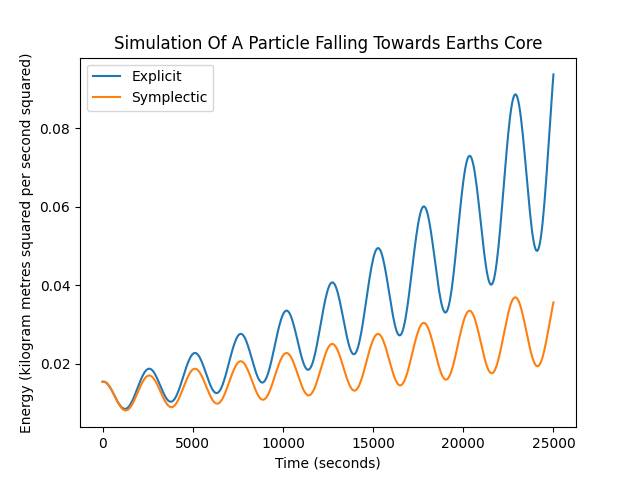 Simulation Of A Particle Falling Towards Earths Core
Explicit
Symplectic
Energy (kilogram metres squared per second squared)
0.08
0.06
0.04
0.02
0 5000 10000 15000 20000 25000
Time (seconds)